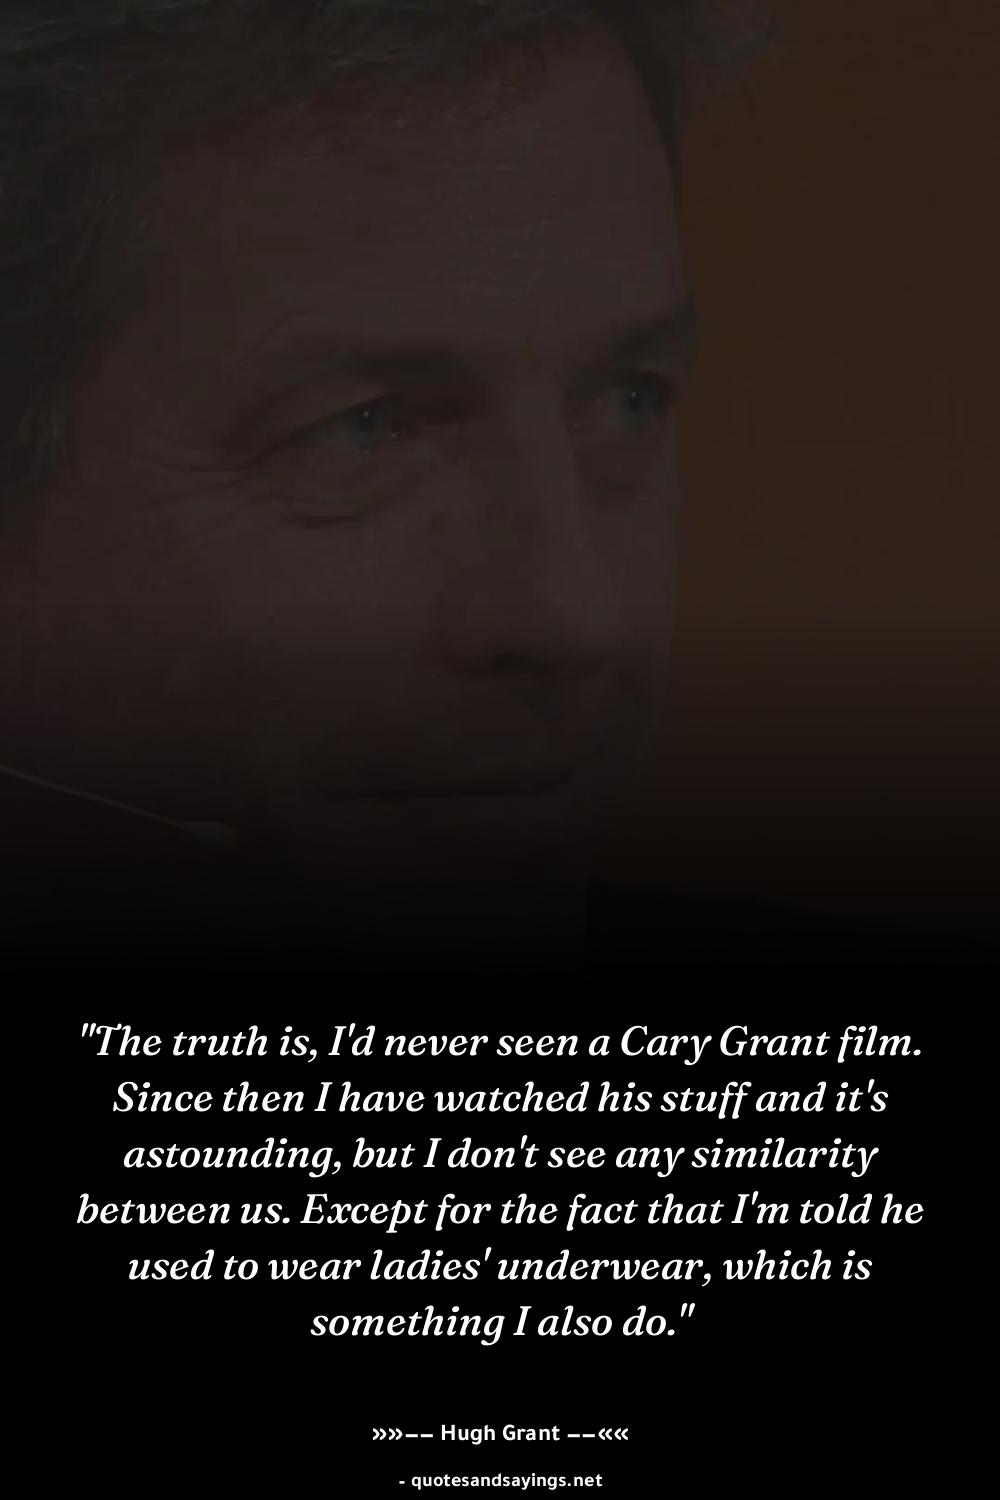 "The truth is, I'd never seen a Cary Grant film.
Since then I have watched his stuff and it's
astounding, but I don't see any similarity
between us. Except for the fact that I'm told he
used to wear ladies' underwear, which is
something I also do."
»»—— Hugh Grant ——««
- quotesandsayings.net